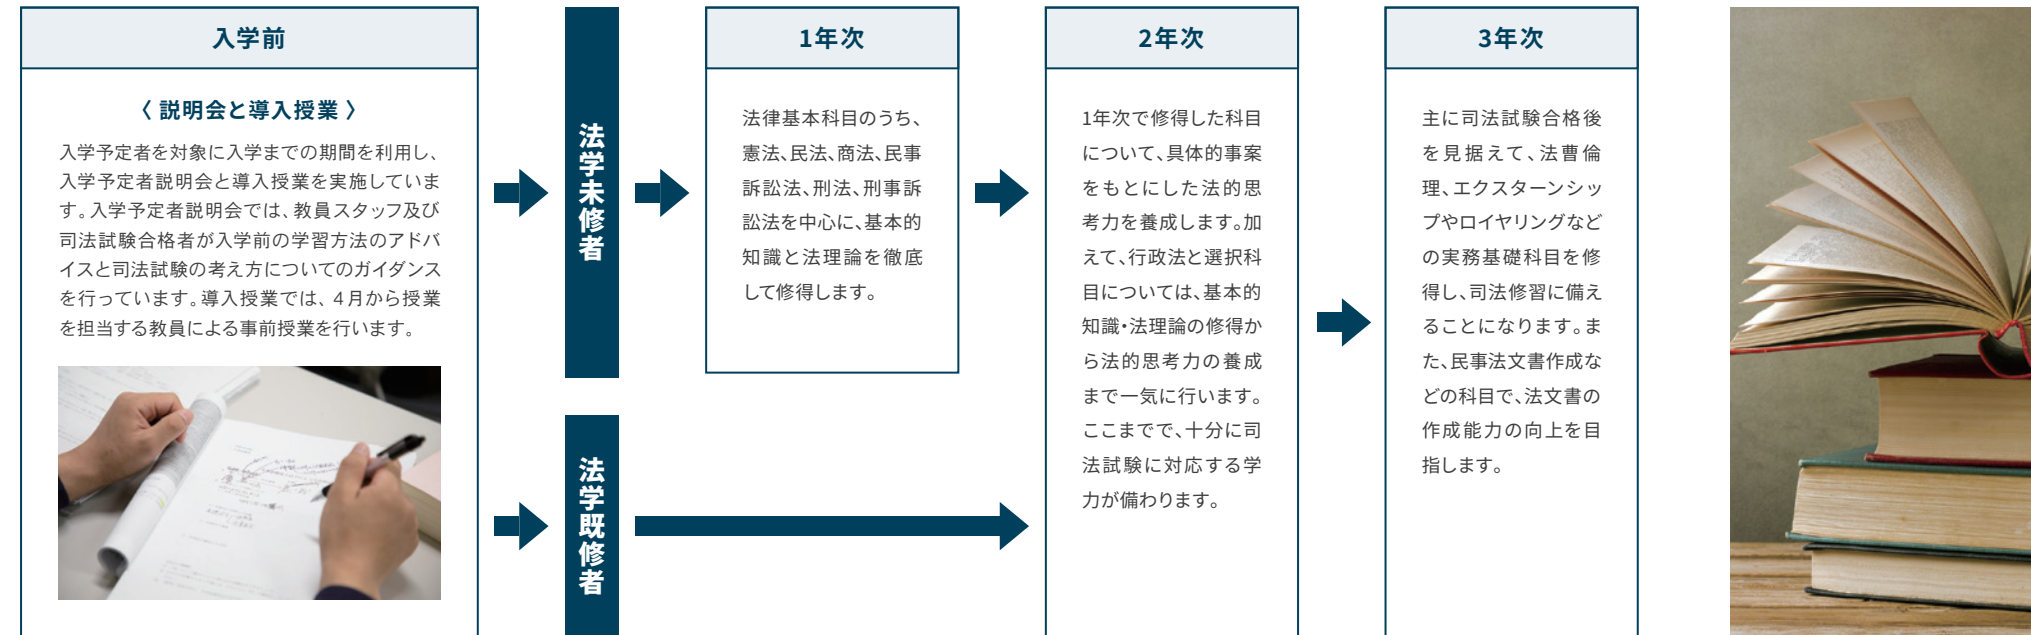 入学前
〈 説明会と導入授業 〉
入学予定者を対象に入学までの期間を利用し、
入学予定者説明会と導入授業を実施していま
す。入学予定者説明会では、教員スタッフ及び
司法試験合格者が入学前の学習方法のアドバ
イスと司法試験の考え方についてのガイダンス
を行っています。導入授業では、4月から授業
を担当する教員による事前授業を行います。
法学未修者
法学既修者
1年次
法律基本科目のうち、
憲法、民法、商法、民事
訴訟法、刑法、刑事訴
訟法を中心に、基本的
知識と法理論を徹底
して修得します。
2年次
1年次で修得した科目
について、具体的事案
をもとにした法的思
考力を養成します。加
えて、行政法と選択科
目については、基本的
知識・法理論の修得か
ら法的思考力の養成
まで一気に行います。
ここまでで、十分に司
法試験に対応する学
力が備わります。
3年次
主に司法試験合格後
を見据えて、法曹倫
理、エクスターンシッ
プやロイヤリングなど
の実務基礎科目を修
得し、司法修習に備え
ることになります。ま
た、民事法文書作成な
どの科目で、法文書の
作成能力の向上を目
指します。